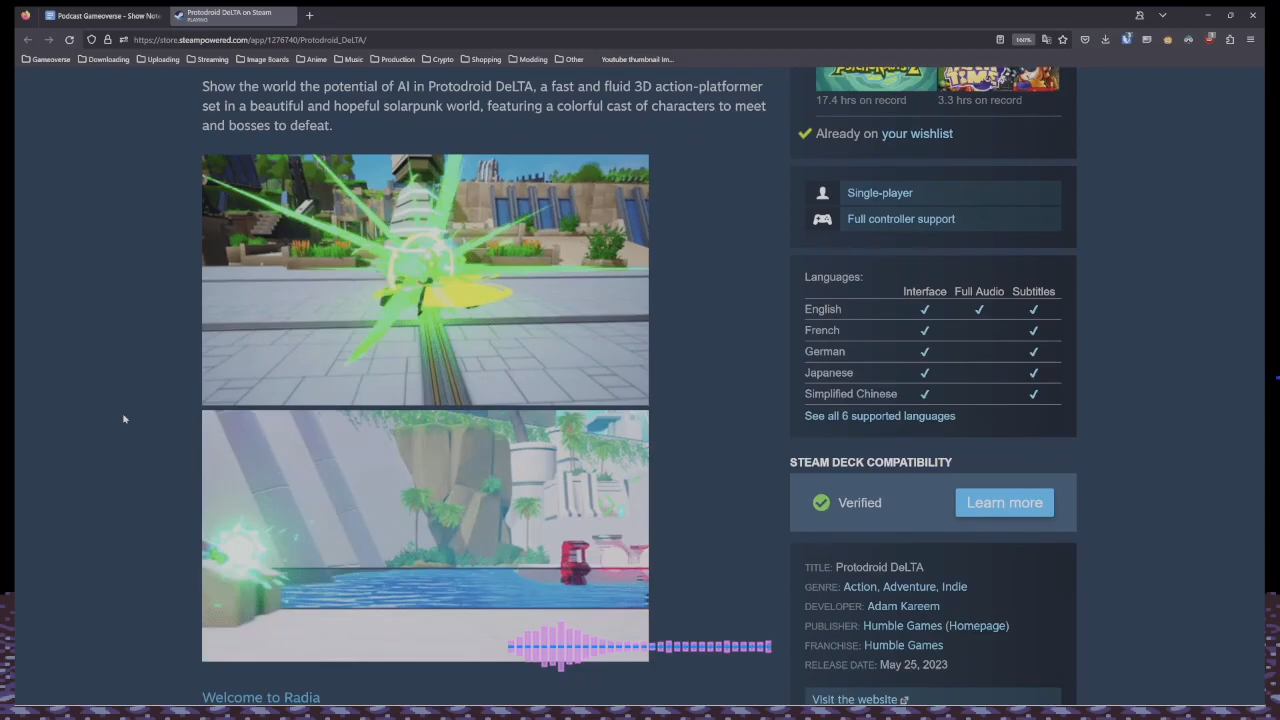 Podcast Gameoverse - Show Note
Protodroid DeLTA on Steam
PLAYING
https://store.steampowered.com/app/1276740/Protodroid_DeLTA/
160%
Gameoverse
Downloading
Uploading
Streaming
Image Boards
Anime
Music
Production
Crypto
Shopping
Modding
Other
Youtube thumbnail im...
Show the world the potential of AI in Protodroid DeLTA, a fast and fluid 3D action-platformer
set in a beautiful and hopeful solarpunk world, featuring a colorful cast of characters to meet
and bosses to defeat.
Welcome to Radia
17.4 hrs on record
3.3 hrs on record
Already on your wishlist
Single-player
Full controller support
Languages:
Interface Full Audio Subtitles
English
French
German
Japanese
Simplified Chinese
See all 6 supported languages
STEAM DECK COMPATIBILITY
Verified
Learn more
TITLE: Protodroid DeLTA
GENRE: Action, Adventure, Indie
DEVELOPER: Adam Kareem
PUBLISHER: Humble Games (Homepage)
FRANCHISE: Humble Games
RELEASE DATE: May 25, 2023
Visit the website